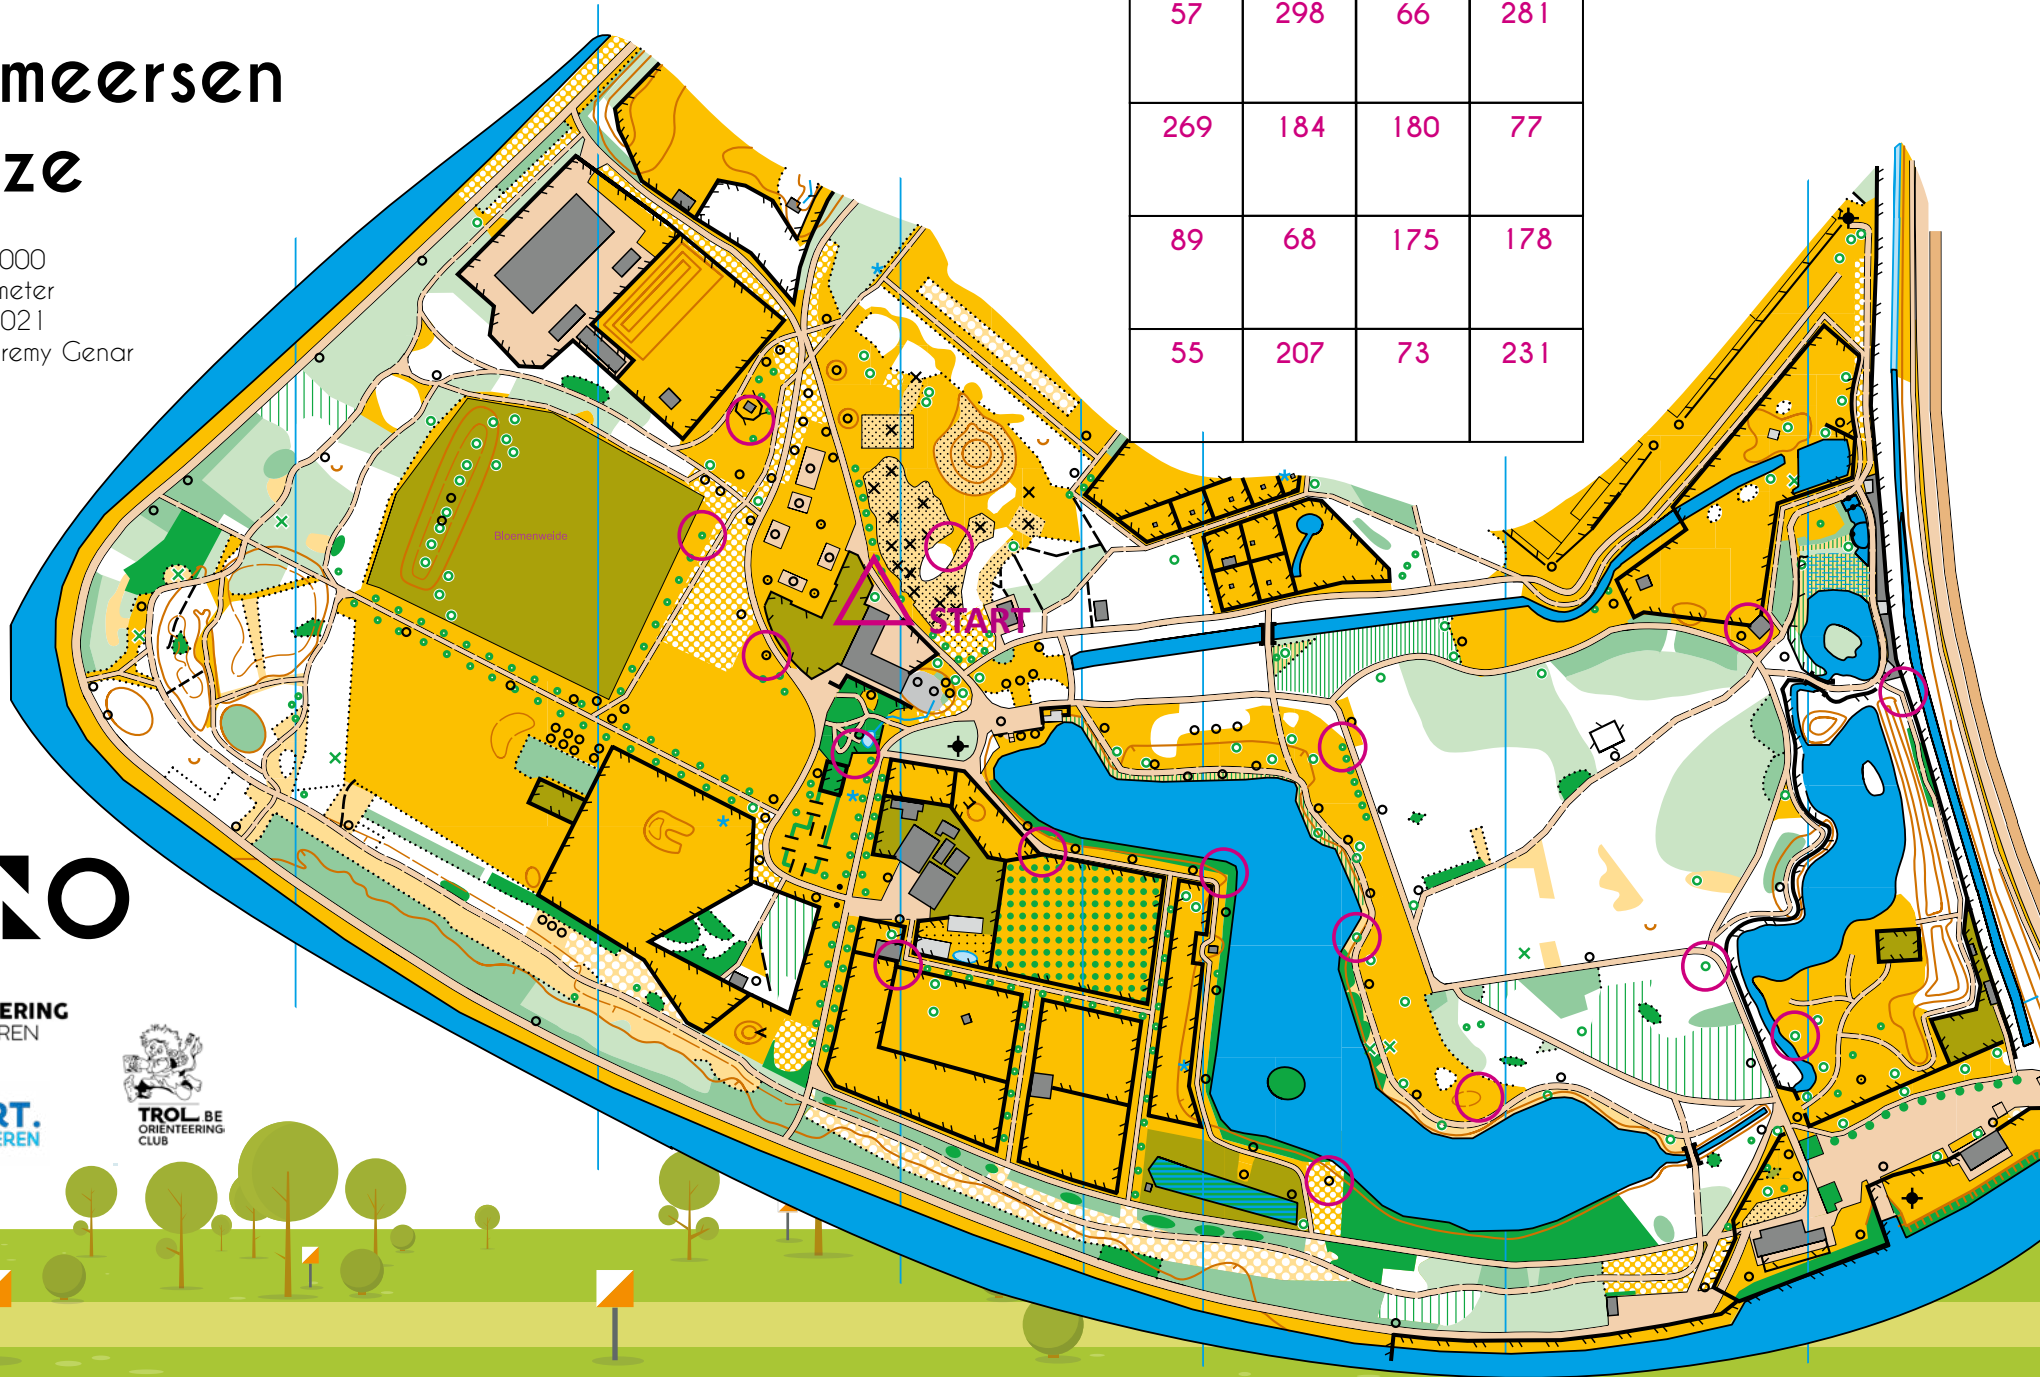 meersen
ze
000
meter
021
remy Genar
57 298 66 281
269 184 180 77
89 68 175 178
55 207 73 231
Bloemenweide
START
NO
ERING
REN
RT.
EREN
TROL.BE
ORIENTEERING
CLUB